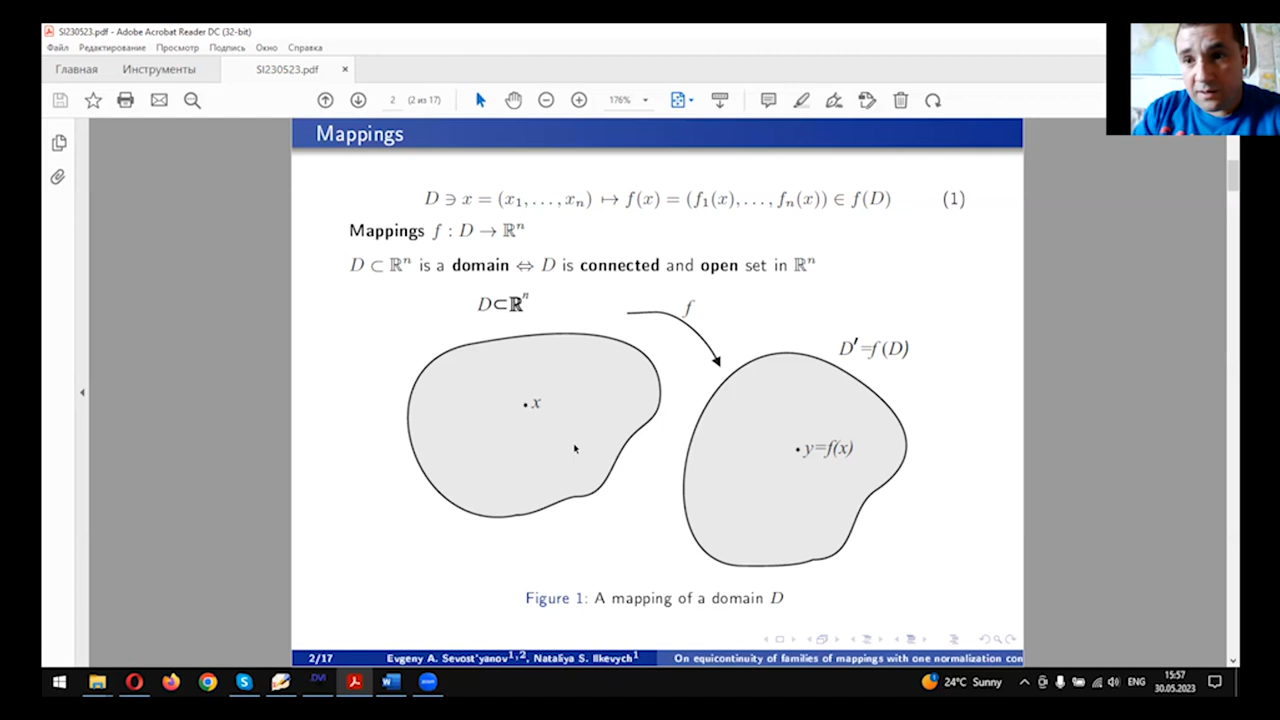 SI230523.pdf - Adobe Acrobat Reader DC (32-bit)
Файл Редактирование Просмотр Подпись Окно Справка
Главная Инструменты SI230523.pdf ×
2 (2 из 17) 176%
Mappings
D ∋ x = (x₁, . . . , xₙ) ↦ f(x) = (f₁(x), . . . , fₙ(x)) ∈ f(D) (1)
Mappings f : D → ℝⁿ
D ⊂ ℝⁿ is a domain ⇔ D is connected and open set in ℝⁿ
D⊂ℝⁿ
f
D′=f(D)
x
y=f(x)
Figure 1: A mapping of a domain D
2/17 Evgeny A. Sevost'yanov1,2, Nataliya S. Ilkevych1 On equicontinuity of families of mappings with one normalization con
.DVI 24°C Sunny ENG 15:57
30.05.2023